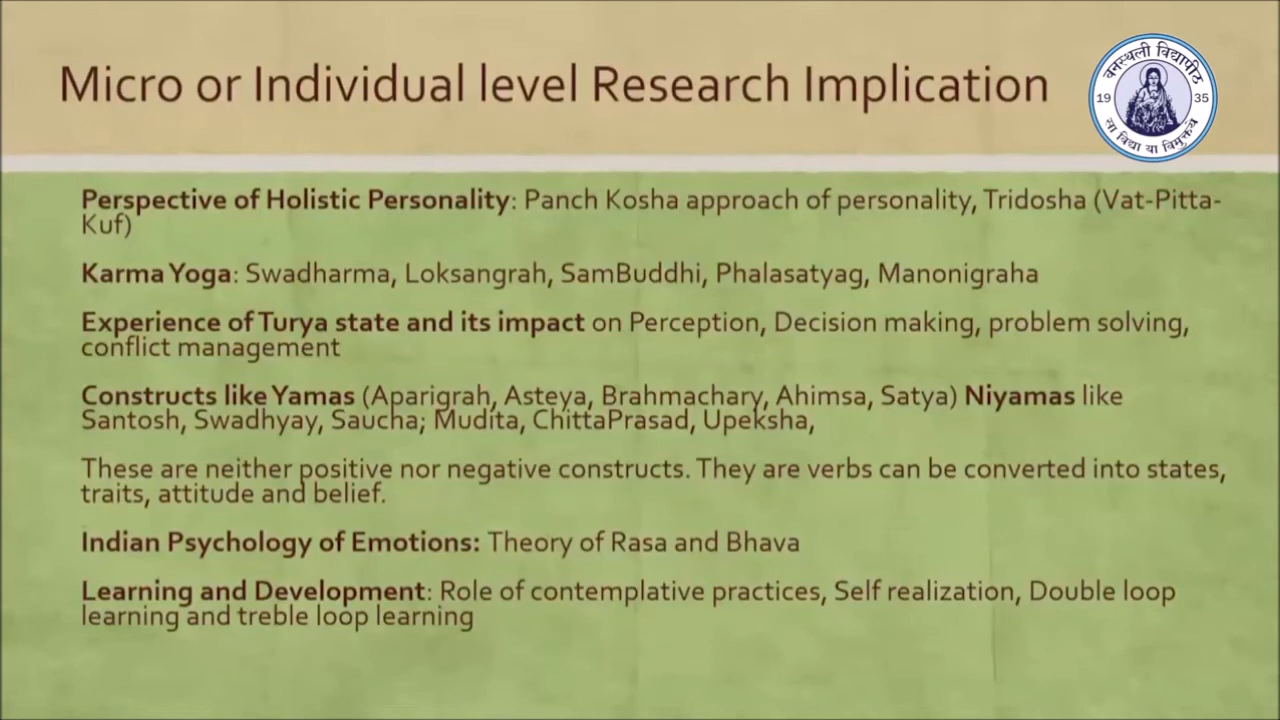 Micro or Individual level Research Implication
वनस्थली विद्यापीठ
19 35
सा विद्या या विमुक्तये
Perspective of Holistic Personality: Panch Kosha approach of personality, Tridosha (Vat-Pitta-
Kuf)
Karma Yoga: Swadharma, Loksangrah, SamBuddhi, Phalasatyag, Manonigraha
Experience of Turya state and its impact on Perception, Decision making, problem solving,
conflict management
Constructs like Yamas (Aparigrah, Asteya, Brahmachary, Ahimsa, Satya) Niyamas like
Santosh, Swadhyay, Saucha; Mudita, ChittaPrasad, Upeksha,
These are neither positive nor negative constructs. They are verbs can be converted into states,
traits, attitude and belief.
Indian Psychology of Emotions: Theory of Rasa and Bhava
Learning and Development: Role of contemplative practices, Self realization, Double loop
learning and treble loop learning